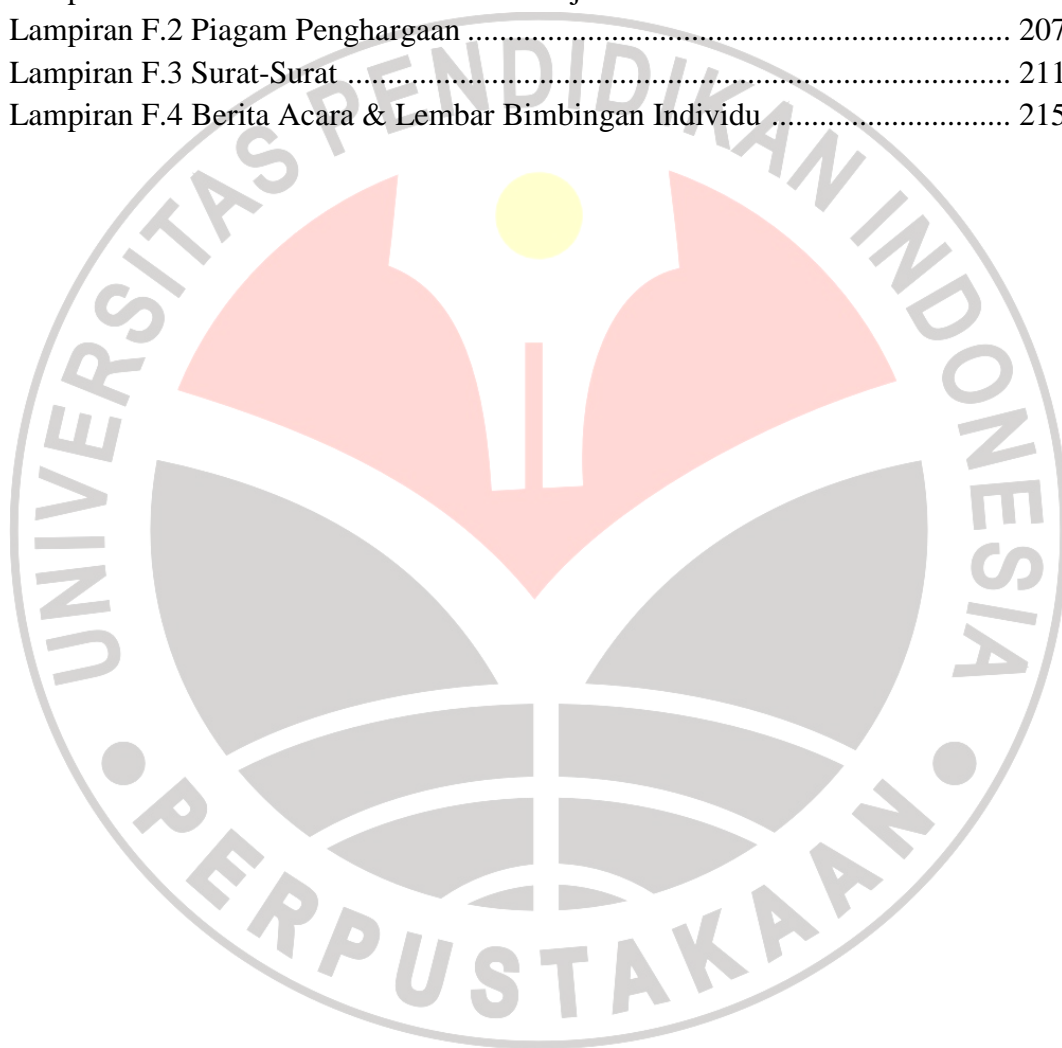 Lampiran F.2 Piagam Penghargaan .................................................................... 207
Lampiran F.3 Surat-Surat ................................................................................... 211
Lampiran F.4 Berita Acara & Lembar Bimbingan Individu .............................. 215
UNIVERSITAS PENDIDIKAN INDONESIA
PERPUSTAKAAN